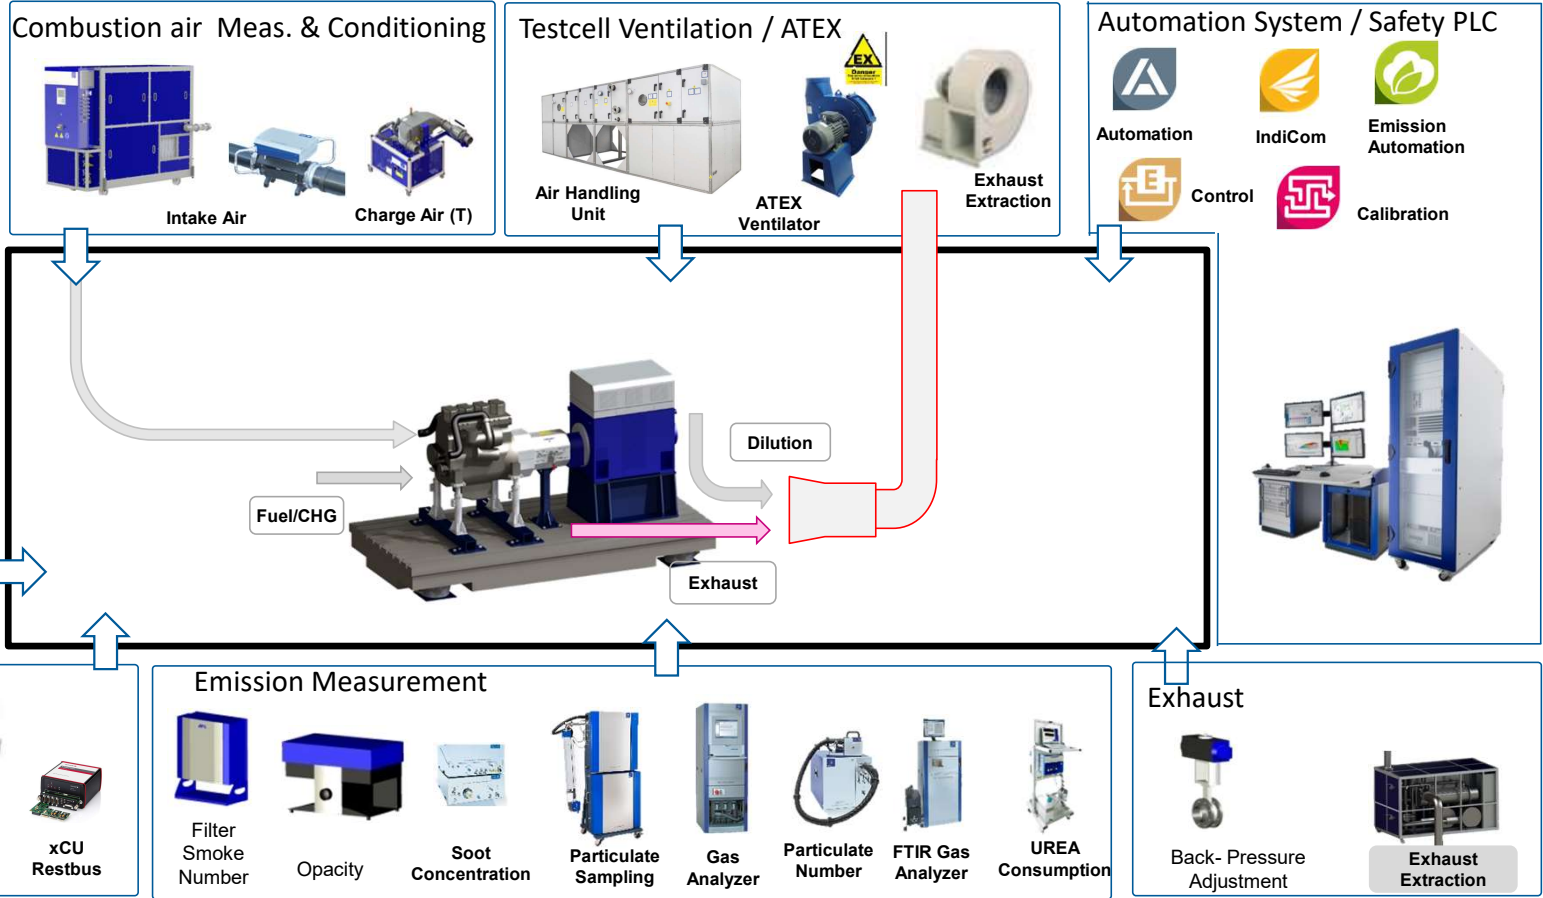 Combustion air  Meas. & Conditioning
Intake Air
Charge Air (T)
Testcell Ventilation / ATEX
EX
Danger
Air Handling
Unit
ATEX
Ventilator
Exhaust
Extraction
Automation System / Safety PLC
Automation
IndiCom
Emission
Automation
Control
Calibration
Dilution
Fuel/CHG
Exhaust
xCU
Restbus
Emission Measurement
Filter
Smoke
Number
Opacity
Soot
Concentration
Particulate
Sampling
Gas
Analyzer
Particulate
Number
FTIR Gas
Analyzer
UREA
Consumption
Exhaust
Back- Pressure
Adjustment
Exhaust
Extraction